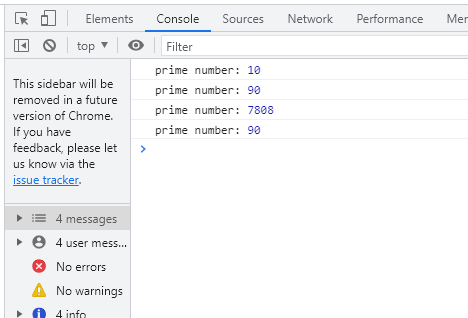 Elements Console Sources Network Performance Mem
top ▼ Filter
This sidebar will be
removed in a future
version of Chrome.
If you have
feedback, please let
us know via the
issue tracker.
4 messages
4 user mess...
No errors
No warnings
4 info
prime number: 10
prime number: 90
prime number: 7808
prime number: 90
>